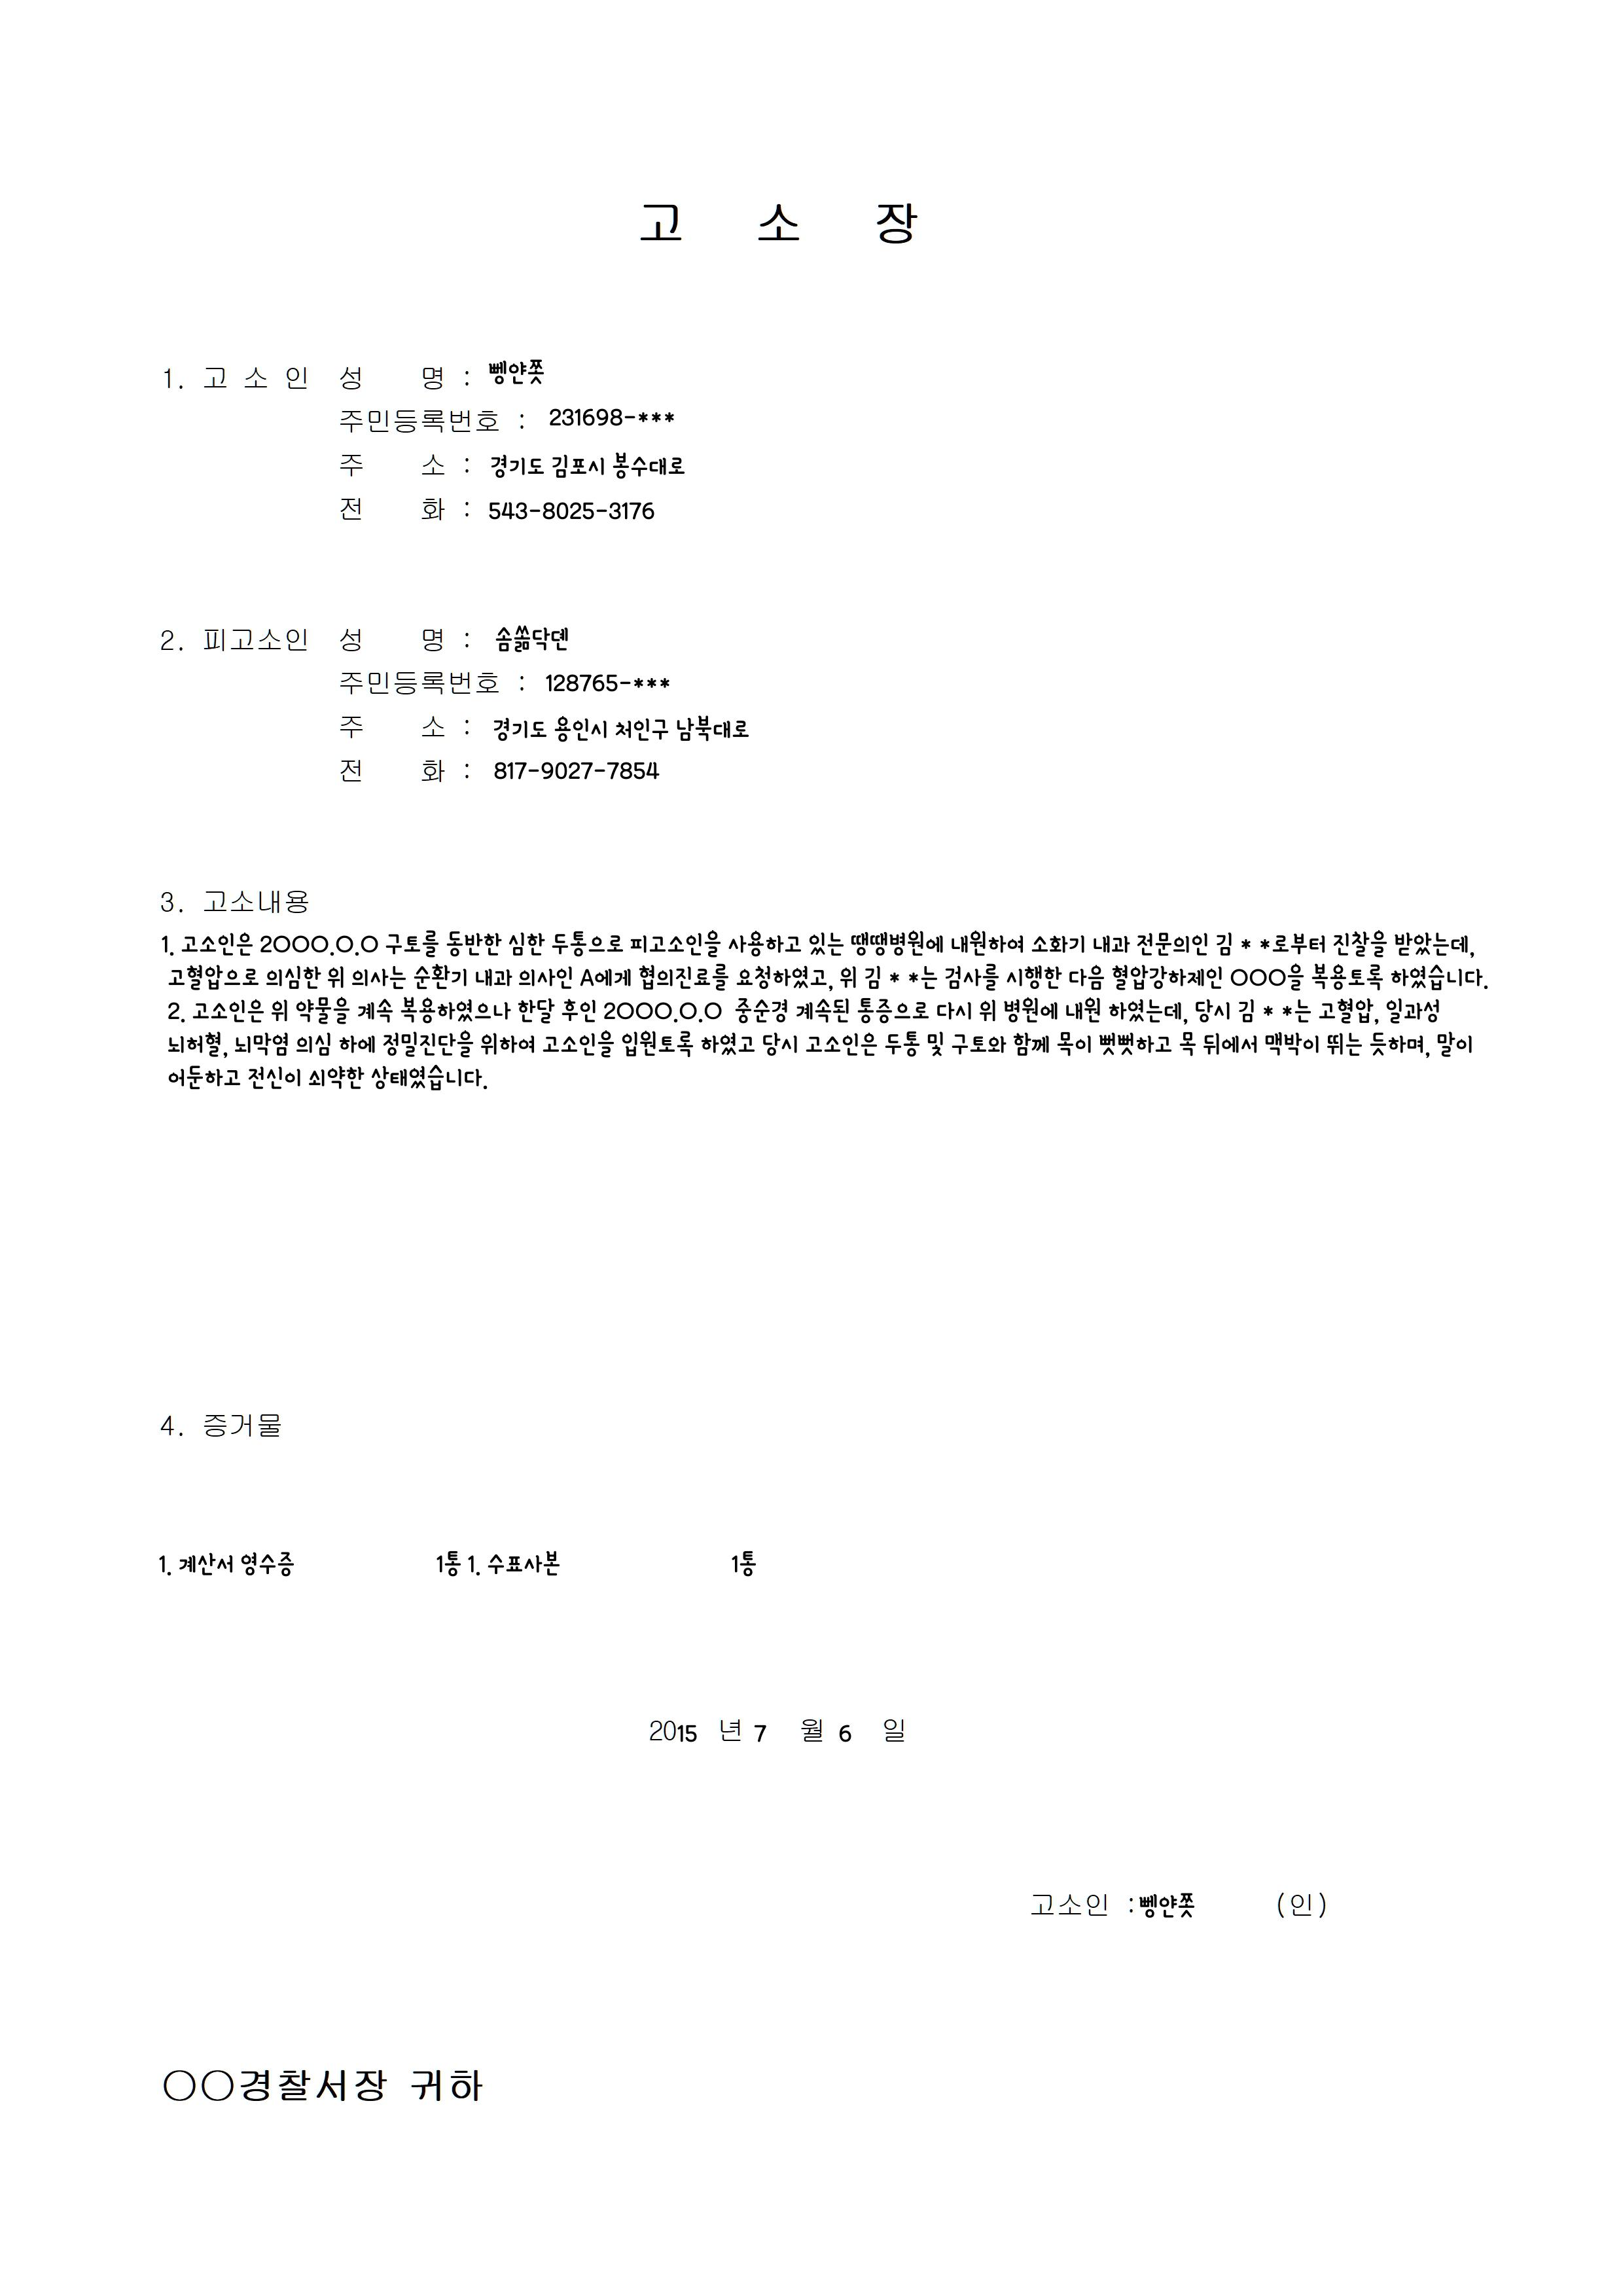 고 소 장
1. 고 소 인 성 명 : 뼁얀쫏
주민등록번호 : 231698-***
주 소 : 경기도 김포시 봉수대로
전 화 : 543-8025-3176
2. 피고소인 성 명 : 솜쓻닥뎬
주민등록번호 : 128765-***
주 소 : 경기도 용인시 처인구 남북대로
전 화 : 817-9027-7854
3. 고소내용
1. 고소인은 2000.0.0 구토를 동반한 심한 두통으로 피고소인을 사용하고 있는 땡땡병원에 내원하여 소화기 내과 전문의인 김 * *로부터 진찰을 받았는데,
고혈압으로 의심한 위 의사는 순환기 내과 의사인 A에게 협의진료를 요청하였고, 위 김 * *는 검사를 시행한 다음 혈압강하제인 OOO을 복용토록 하였습니다.
2. 고소인은 위 약물을 계속 복용하였으나 한달 후인 2000.0.0 중순경 계속된 통증으로 다시 위 병원에 내원 하였는데, 당시 김 * *는 고혈압, 일과성
뇌허혈, 뇌막염 의심 하에 정밀진단을 위하여 고소인을 입원토록 하였고 당시 고소인은 두통 및 구토와 함께 목이 뻣뻣하고 목 뒤에서 맥박이 뛰는 듯하며, 말이
어둔하고 전신이 쇠약한 상태였습니다.
4. 증거물
1. 계산서 영수증 1통 1. 수표사본 1통
2015 년 7 월 6 일
고소인 :뼁얀쫏 (인)
○○경찰서장 귀하